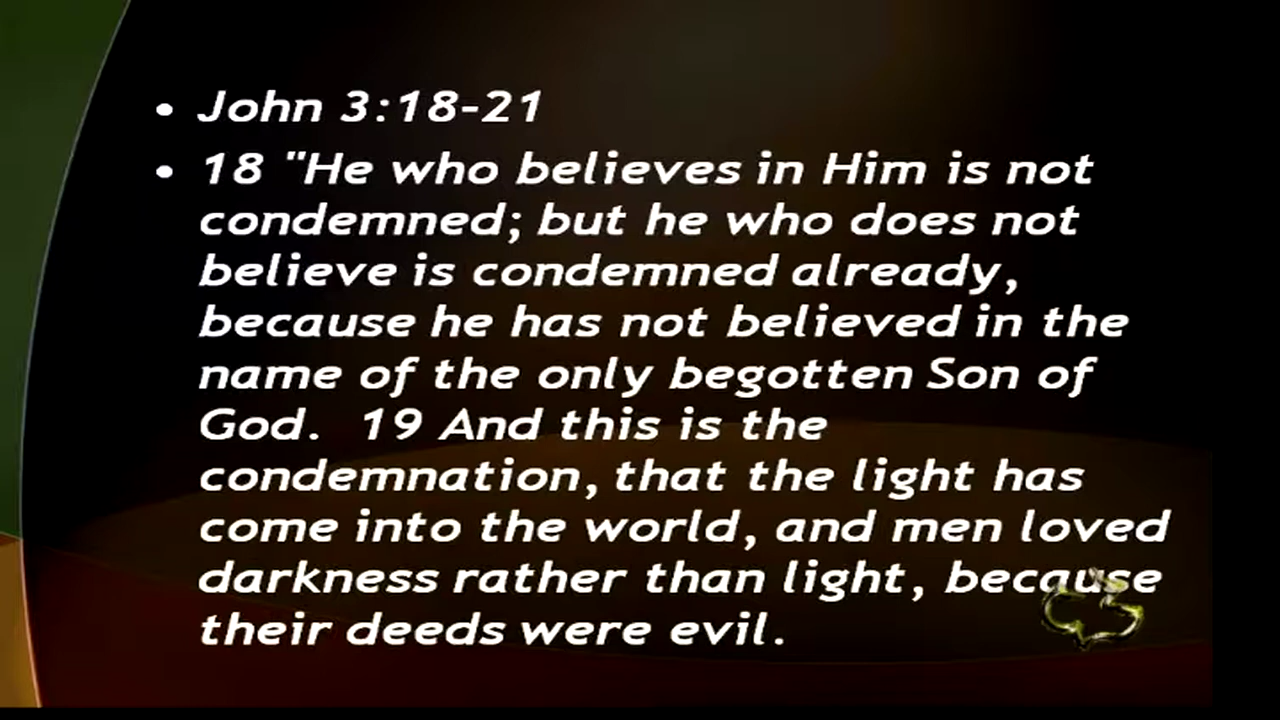 • John 3:18-21
• 18 "He who believes in Him is not
condemned; but he who does not
believe is condemned already,
because he has not believed in the
name of the only begotten Son of
God.  19 And this is the
condemnation, that the light has
come into the world, and men loved
darkness rather than light, because
their deeds were evil.